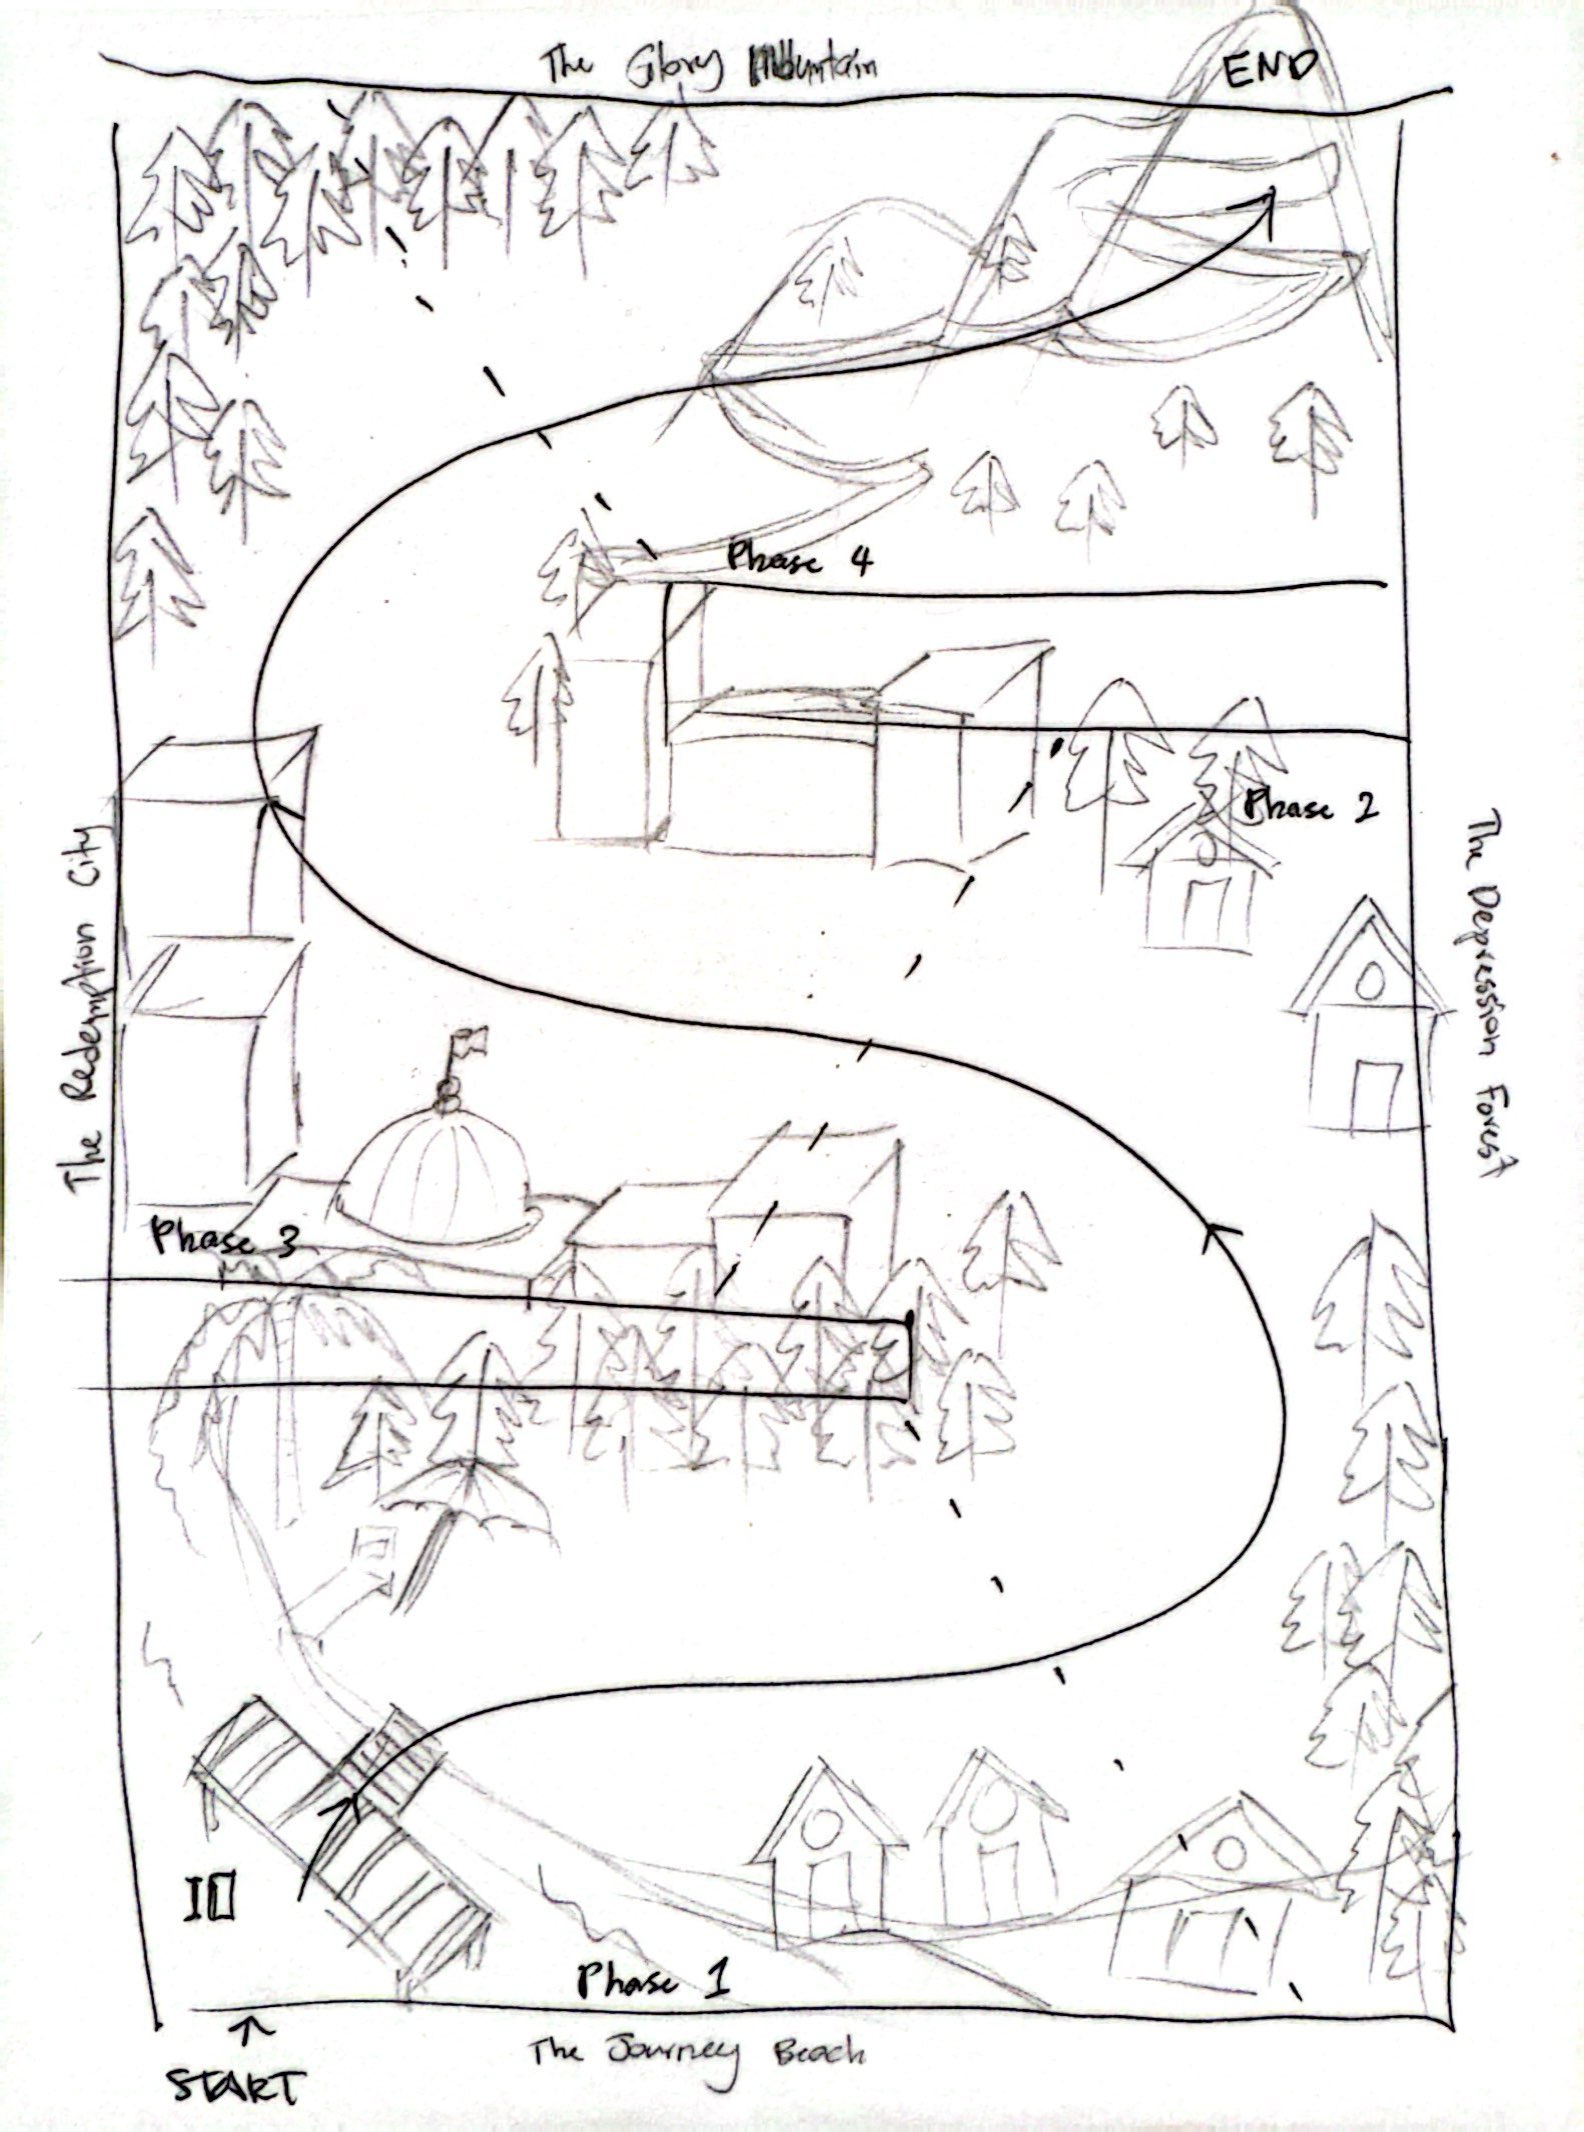 The Glory Mountain
END
Phase 4
Phase 2
The Redemption City
The Depression Forest
Phase 3
Phase 1
The Journey Beach
START